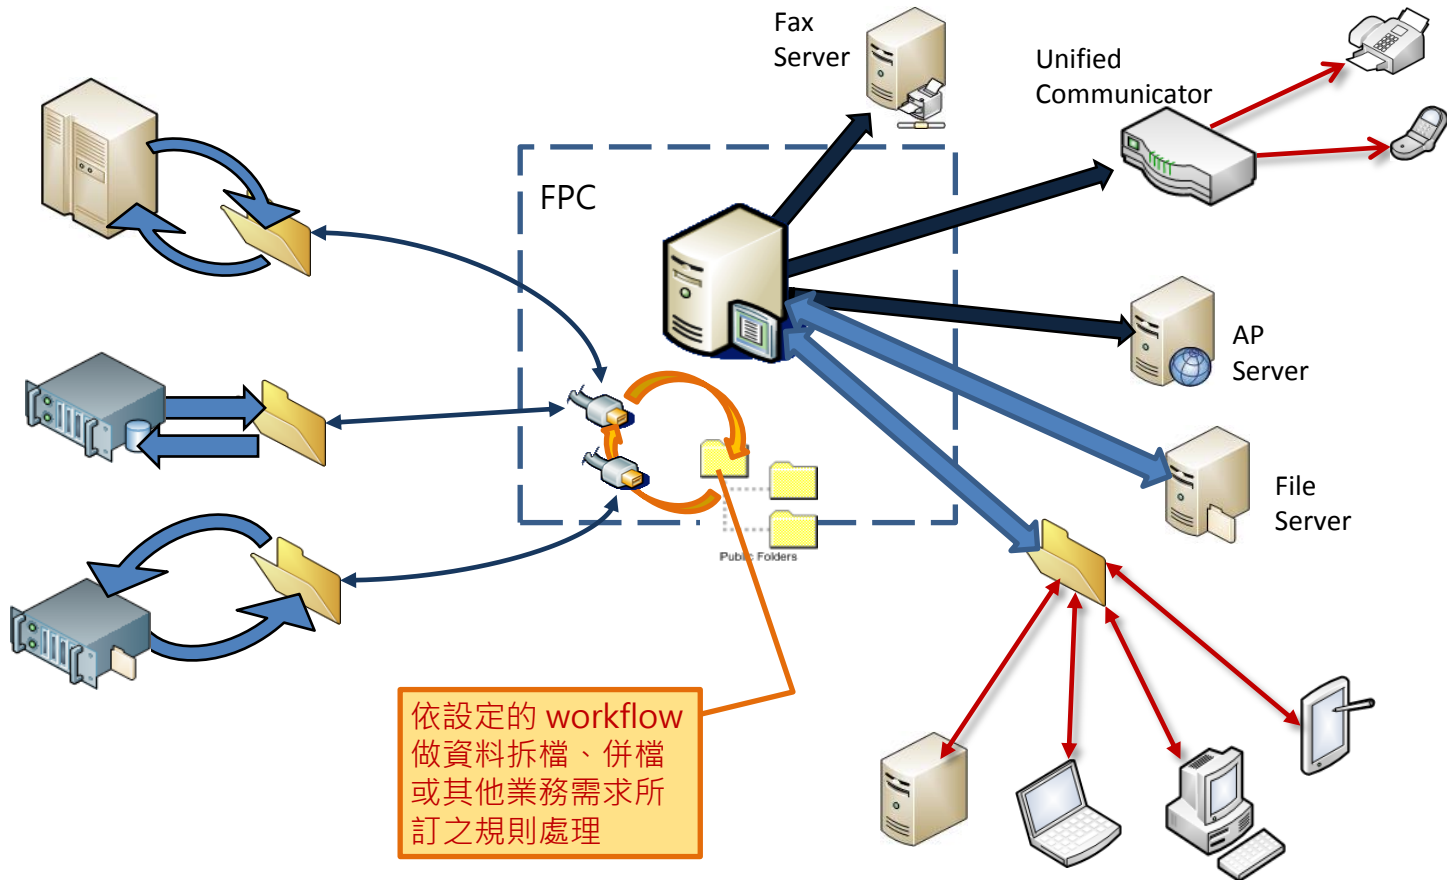 Fax
Server
Unified
Communicator
FPC
AP
Server
File
Server
Public Folders
依設定的 workflow
做資料拆檔、併檔
或其他業務需求所
訂之規則處理